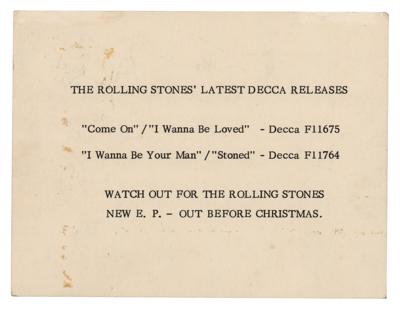 THE ROLLING STONES' LATEST DECCA RELEASES
"Come On"/"I Wanna Be Loved" - Decca F11675
"I Wanna Be Your Man"/"Stoned" - Decca F11764
WATCH OUT FOR THE ROLLING STONES
NEW E. P. - OUT BEFORE CHRISTMAS.